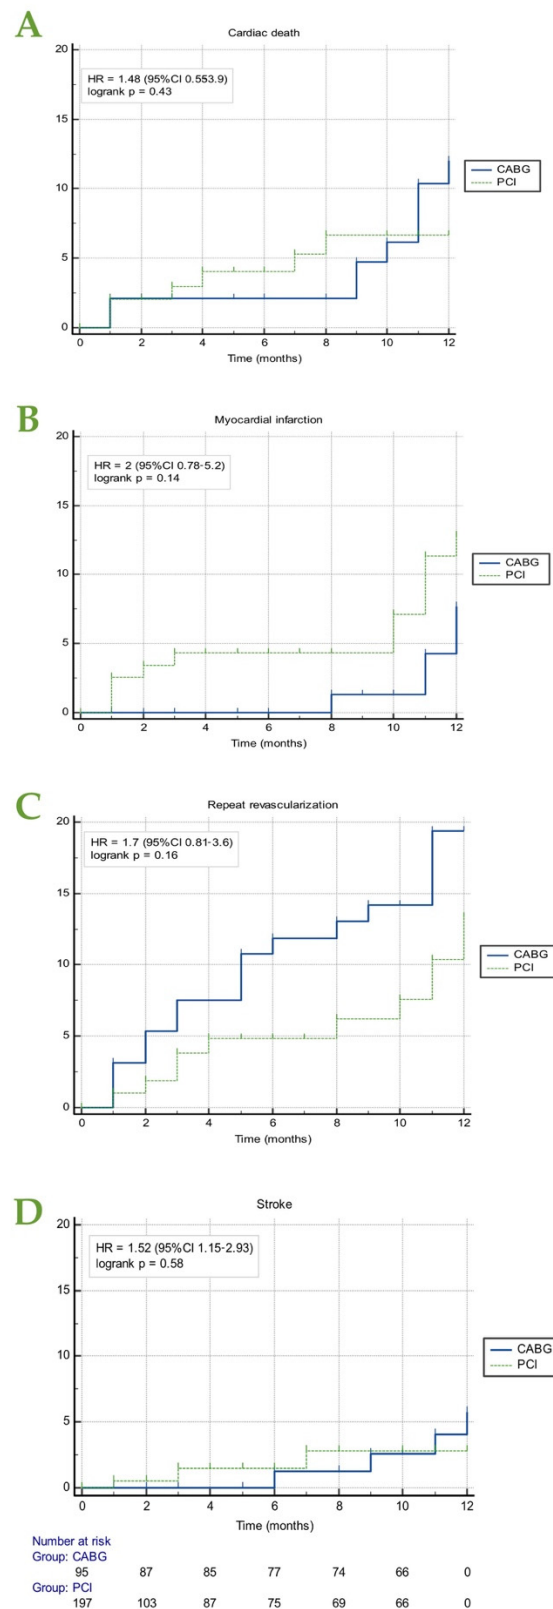 A
Cardiac death
20
HR = 1.48 (95%CI 0.553.9)
logrank p = 0.43
15
CABG
PCI
10
5
0
0 2 4 6 8 10 12
Time (months)
B
Myocardial infarction
20
HR = 2 (95%CI 0.78-5.2)
logrank p = 0.14
15
CABG
PCI
10
5
0
0 2 4 6 8 10 12
Time (months)
C
Repeat revascularization
20
HR = 1.7 (95%CI 0.81-3.6)
logrank p = 0.16
15
CABG
PCI
10
5
0
0 2 4 6 8 10 12
Time (months)
D
Stroke
20
HR = 1.52 (95%CI 1.15-2.93)
logrank p = 0.58
15
CABG
PCI
10
5
0
0 2 4 6 8 10 12
Time (months)
Number at risk
Group: CABG
95 87 85 77 74 66 0
Group: PCI
197 103 87 75 69 66 0